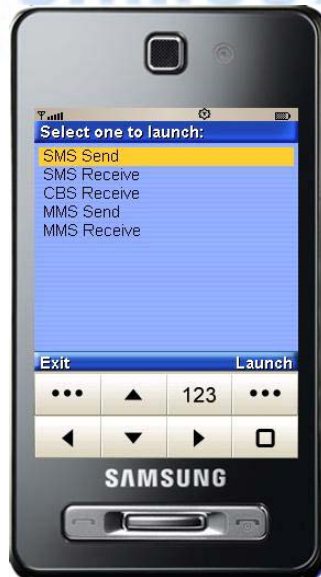 Select one to launch:
SMS Send
SMS Receive
CBS Receive
MMS Send
MMS Receive
Exit Launch
123
SAMSUNG